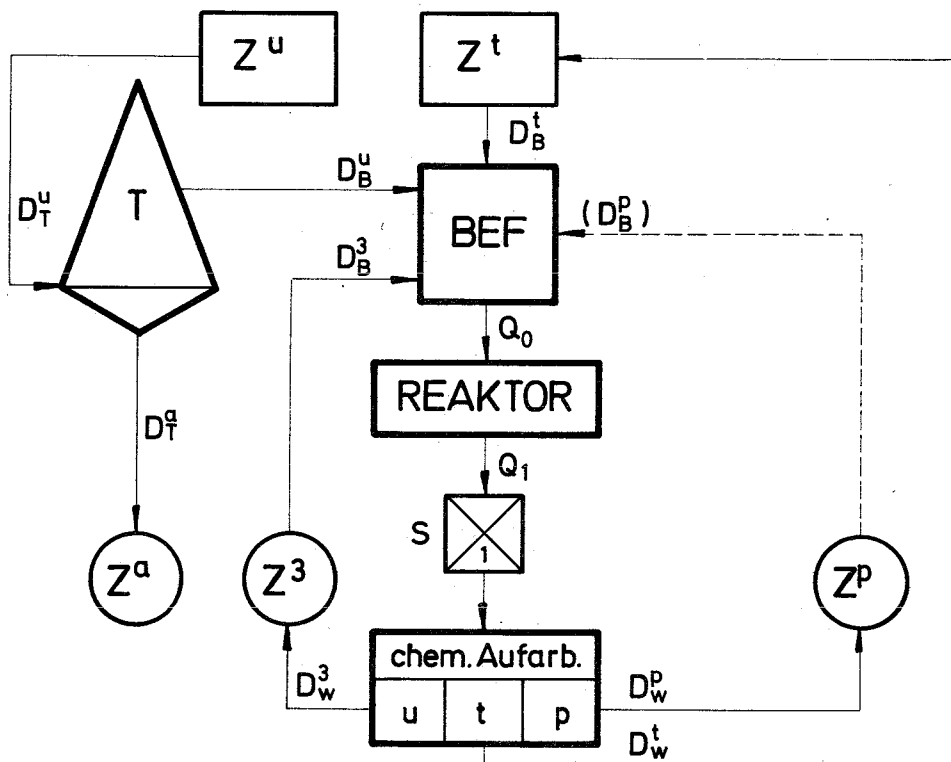 Z^u
Z^t
D_B^t
D_T^u
T
D_B^u
BEF
(D_B^p)
D_B^3
Q_0
REAKTOR
D_T^a
Q_1
S
1
Z^a
Z^3
Z^p
chem. Aufarb.
D_W^3
u t p
D_W^p
D_W^t